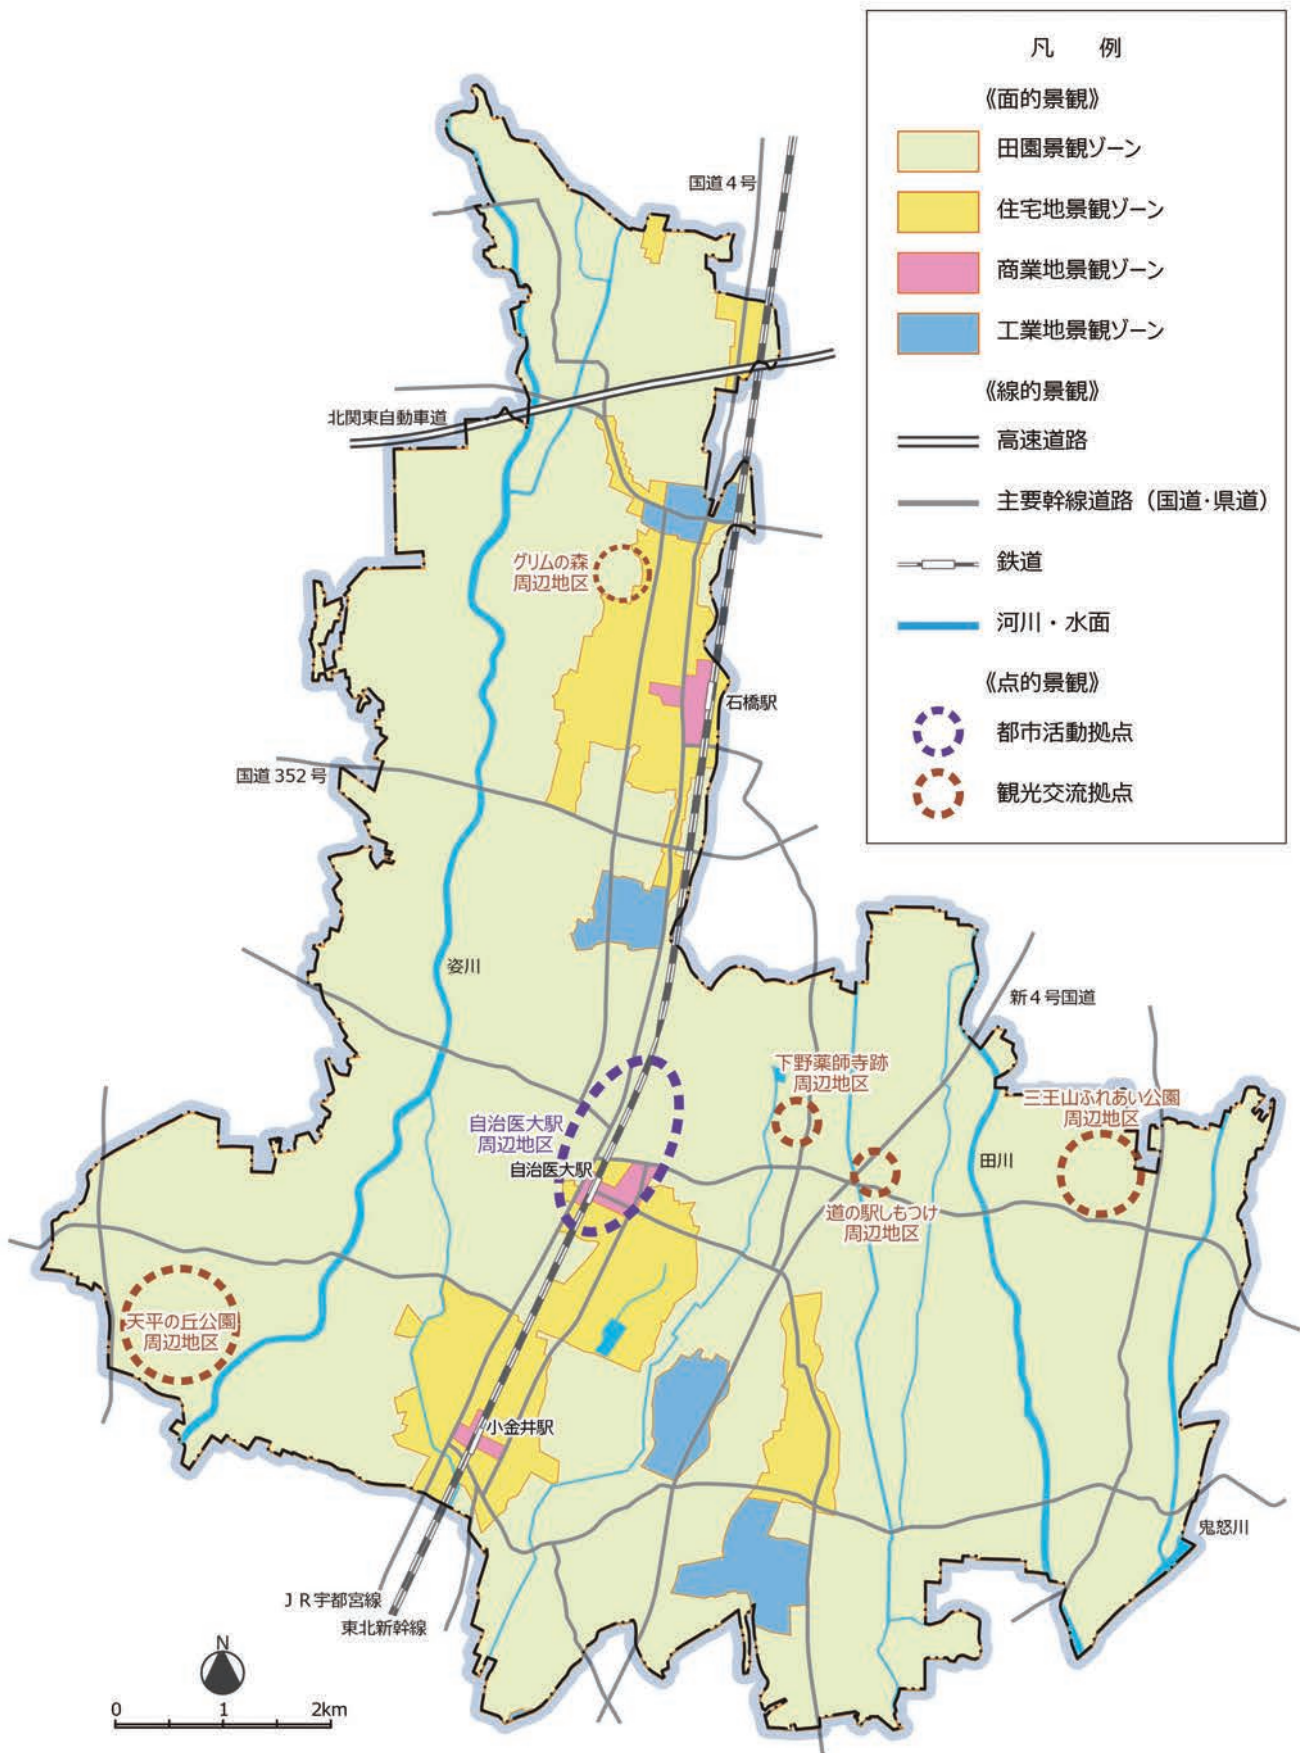 凡 例
《面的景観》
田園景観ゾーン
住宅地景観ゾーン
商業地景観ゾーン
工業地景観ゾーン
《線的景観》
高速道路
主要幹線道路（国道・県道）
鉄道
河川・水面
《点的景観》
都市活動拠点
観光交流拠点
国道４号
北関東自動車道
グリムの森
周辺地区
石橋駅
国道 352 号
姿川
新４号国道
下野薬師寺跡
周辺地区
三王山ふれあい公園
周辺地区
自治医大駅
周辺地区
自治医大駅
田川
道の駅しもつけ
周辺地区
天平の丘公園
周辺地区
小金井駅
鬼怒川
ＪＲ宇都宮線
東北新幹線
N
0 1 2km